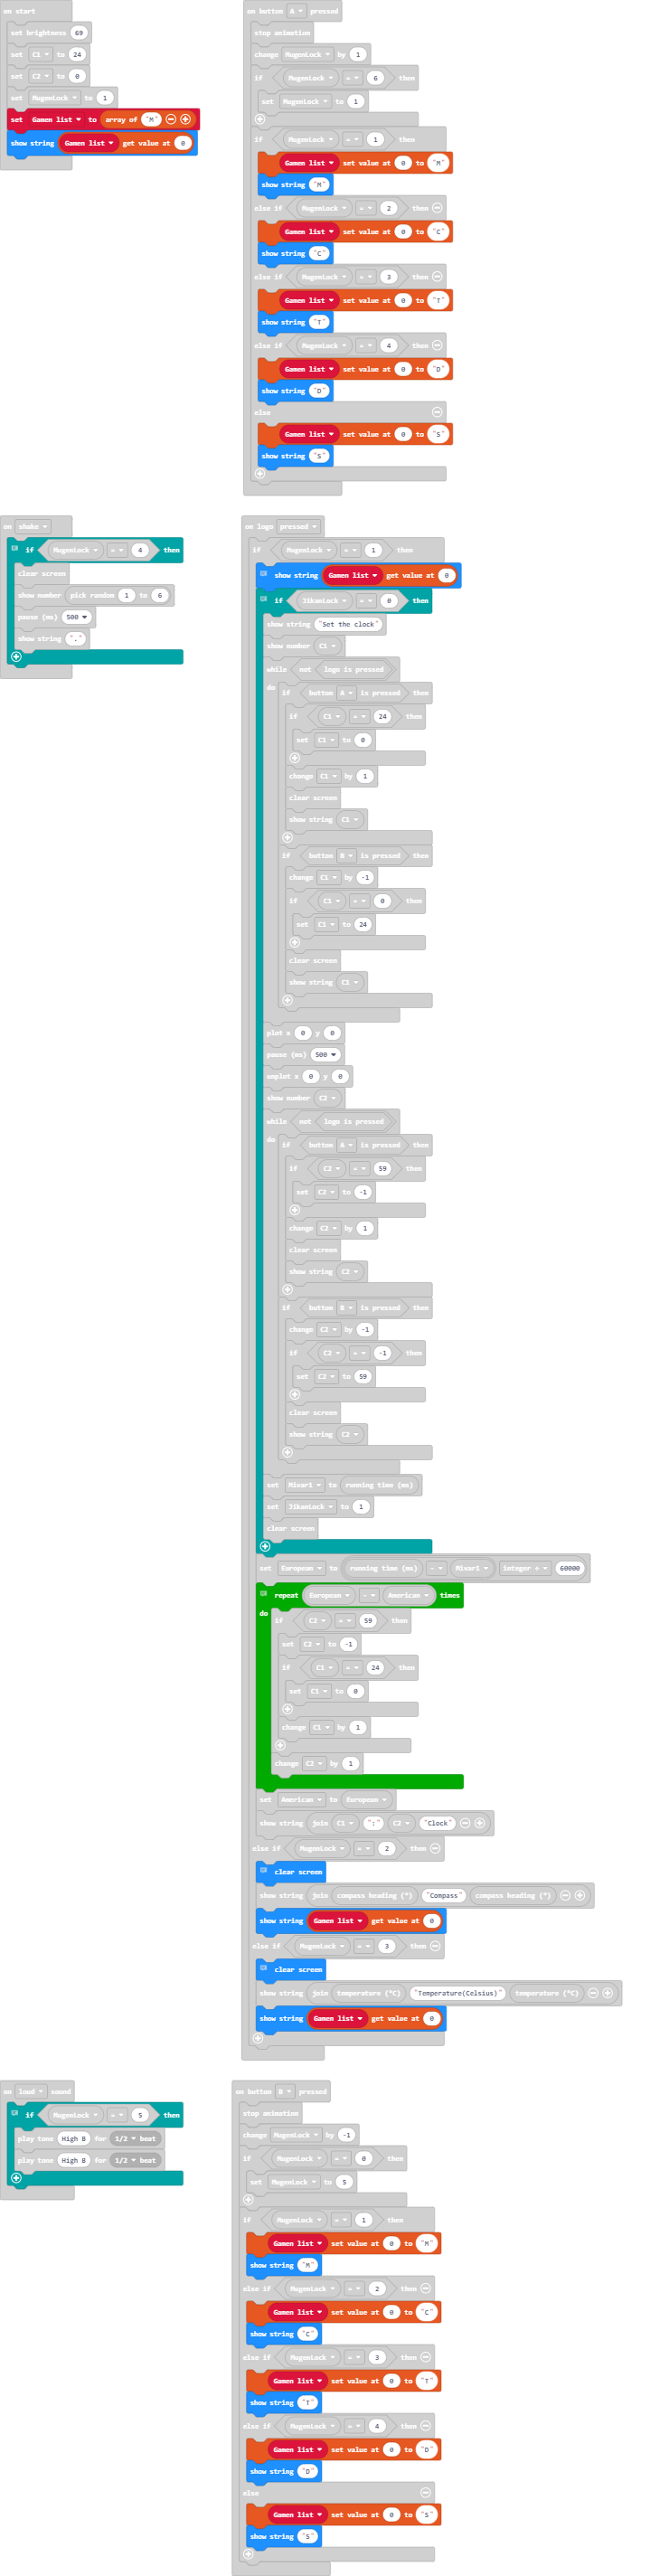 on start
set brightness 69
set C1 to 24
set C2 to 0
set MugenLock to 1
set Gamen list to array of "M"
show string Gamen list get value at 0
on button A pressed
stop animation
change MugenLock by 1
if MugenLock = 6 then
set MugenLock to 1
if MugenLock = 1 then
Gamen list set value at 0 to "M"
show string "M"
else if MugenLock = 2 then
Gamen list set value at 0 to "C"
show string "C"
else if MugenLock = 3 then
Gamen list set value at 0 to "T"
show string "T"
else if MugenLock = 4 then
Gamen list set value at 0 to "D"
show string "D"
else
Gamen list set value at 0 to "S"
show string "S"
on shake
if MugenLock = 4 then
clear screen
show number pick random 1 to 6
pause (ms) 500
show string "."
on logo pressed
if MugenLock = 1 then
show string Gamen list get value at 0
if JikanLock = 0 then
show string "Set the clock"
show number C1
while not logo is pressed
do if button A is pressed then
if C1 = 24 then
set C1 to 0
change C1 by 1
clear screen
show string C1
if button B is pressed then
change C1 by -1
if C1 = 0 then
set C1 to 24
clear screen
show string C1
plot x 0 y 0
pause (ms) 500
unplot x 0 y 0
show number C2
while not logo is pressed
do if button A is pressed then
if C2 = 59 then
set C2 to -1
change C2 by 1
clear screen
show string C2
if button B is pressed then
change C2 by -1
if C2 = -1 then
set C2 to 59
clear screen
show string C2
set Mivari to running time (ms)
set JikanLock to 1
clear screen
set European to running time (ms) - Mivari integer ÷ 60000
repeat European - American times
do if C2 = 59 then
set C2 to -1
if C1 = 24 then
set C1 to 0
change C1 by 1
change C2 by 1
set American to European
show string join C1 ":" C2 "Clock"
else if MugenLock = 2 then
clear screen
show string join compass heading (°) "Compass" compass heading (°)
show string Gamen list get value at 0
else if MugenLock = 3 then
clear screen
show string join temperature (°C) "Temperature(Celsius)" temperature (°C)
show string Gamen list get value at 0
on loud sound
if MugenLock = 5 then
play tone High B for 1/2 beat
play tone High B for 1/2 beat
on button B pressed
stop animation
change MugenLock by -1
if MugenLock = 0 then
set MugenLock to 5
if MugenLock = 1 then
Gamen list set value at 0 to "M"
show string "M"
else if MugenLock = 2 then
Gamen list set value at 0 to "C"
show string "C"
else if MugenLock = 3 then
Gamen list set value at 0 to "T"
show string "T"
else if MugenLock = 4 then
Gamen list set value at 0 to "D"
show string "D"
else
Gamen list set value at 0 to "S"
show string "S"